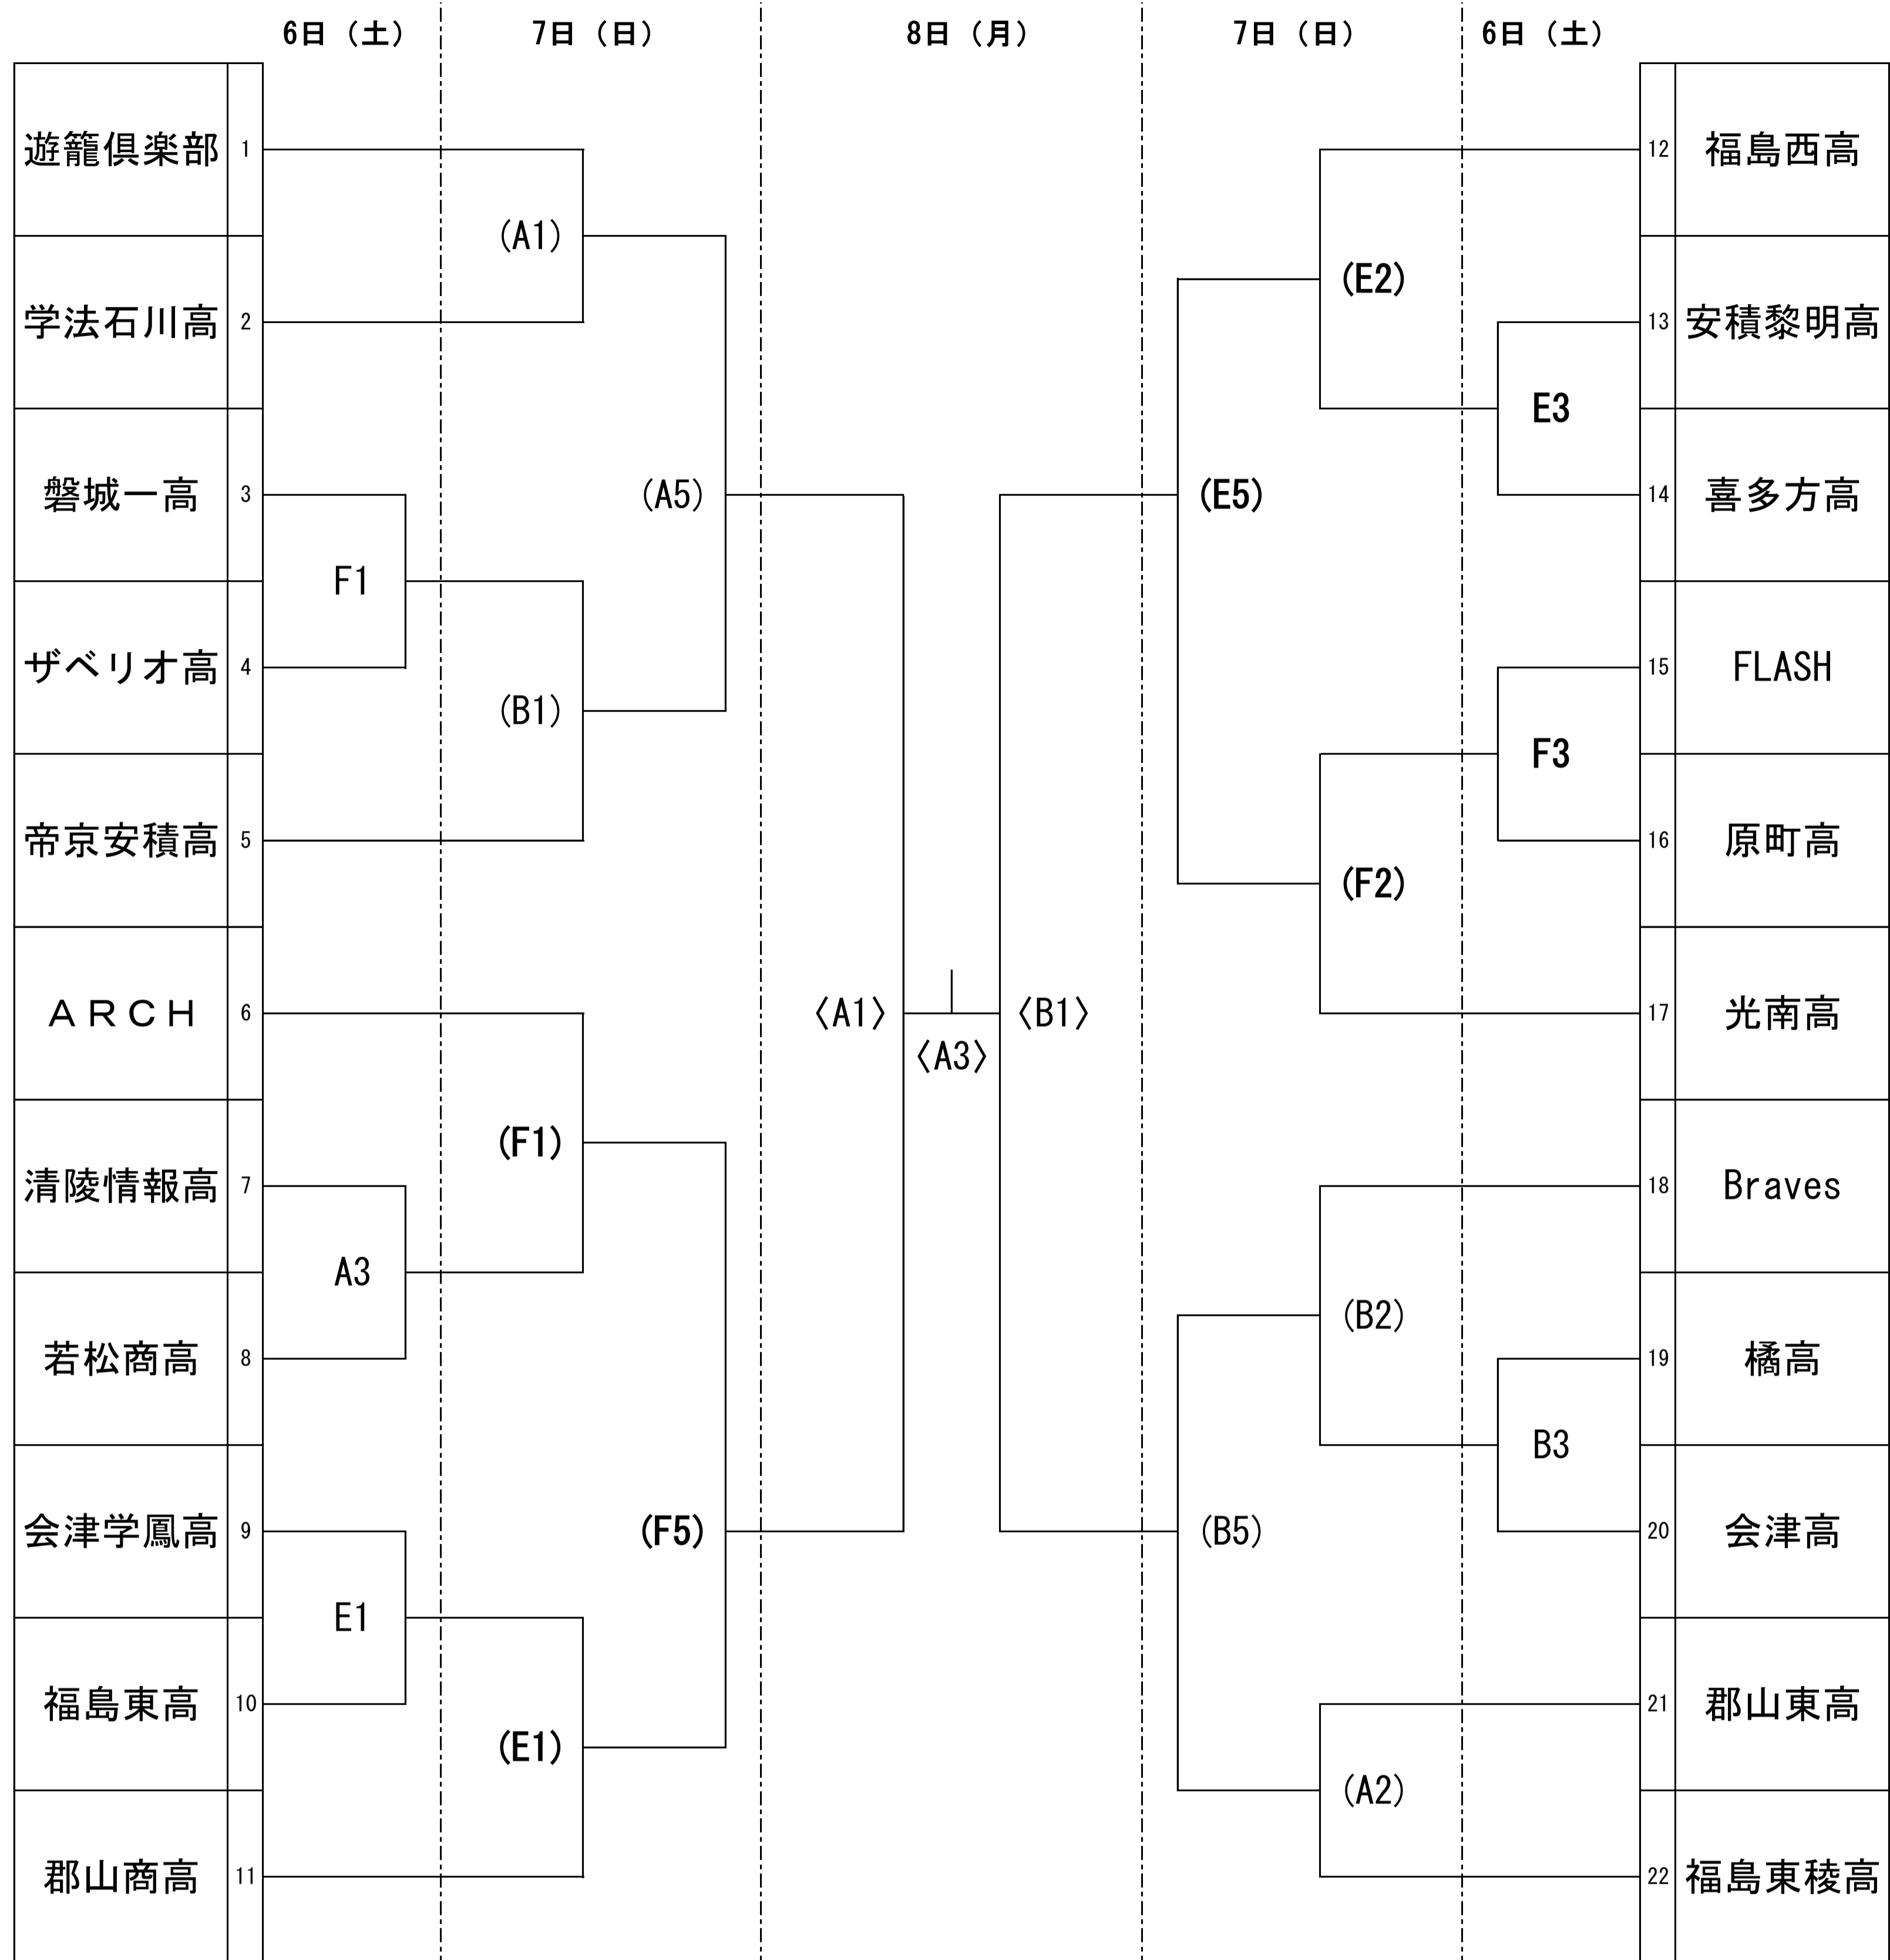 6日（土） 7日（日） 8日（月） 7日（日） 6日（土）
遊籠倶楽部 1 12 福島西高
(A1)
(E2)
学法石川高 2 13 安積黎明高
E3
磐城一高 3 (A5) (E5) 14 喜多方高
F1
ザベリオ高 4 15 FLASH
(B1)
F3
帝京安積高 5 16 原町高
(F2)
ＡＲＣＨ 6 〈A1〉 〈B1〉 17 光南高
〈A3〉
(F1)
清陵情報高 7 18 Braves
A3
(B2)
若松商高 8 19 橘高
B3
会津学鳳高 9 (F5) (B5) 20 会津高
E1
福島東高 10 21 郡山東高
(E1)
(A2)
郡山商高 11 22 福島東稜高